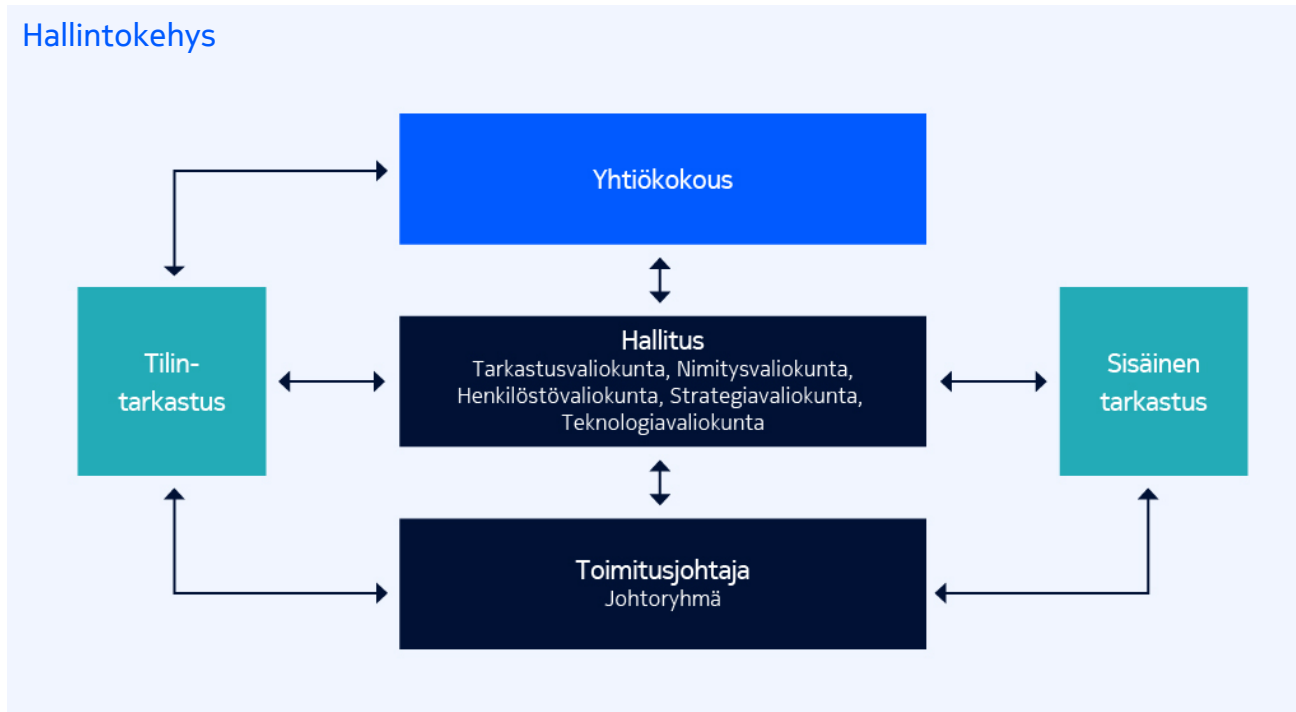 Hallintokehys
Yhtiökokous
Tilin-
tarkastus
Hallitus
Tarkastusvaliokunta, Nimitysvaliokunta,
Henkilöstövaliokunta, Strategiavaliokunta,
Teknologiavaliokunta
Sisäinen
tarkastus
Toimitusjohtaja
Johtoryhmä